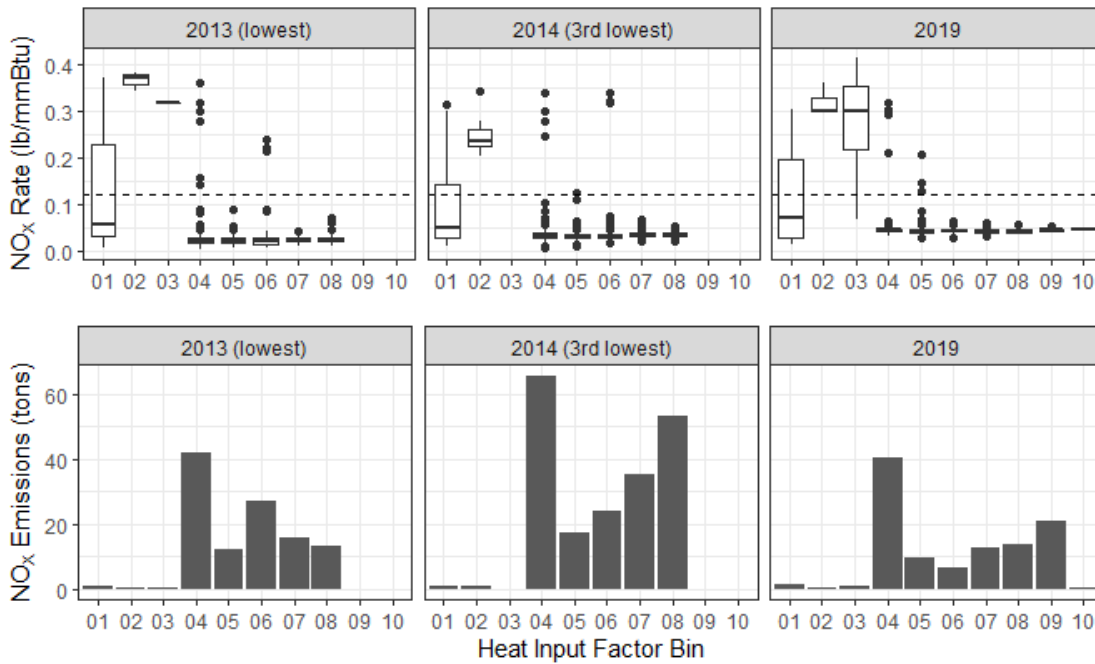 2013 (lowest) 2014 (3rd lowest) 2019
NOX Rate (lb/mmBtu)
0.4
0.3
0.2
0.1
0.0
01 02 03 04 05 06 07 08 09 10 01 02 03 04 05 06 07 08 09 10 01 02 03 04 05 06 07 08 09 10
2013 (lowest) 2014 (3rd lowest) 2019
NOX Emissions (tons)
60
40
20
0
01 02 03 04 05 06 07 08 09 10 01 02 03 04 05 06 07 08 09 10 01 02 03 04 05 06 07 08 09 10
Heat Input Factor Bin